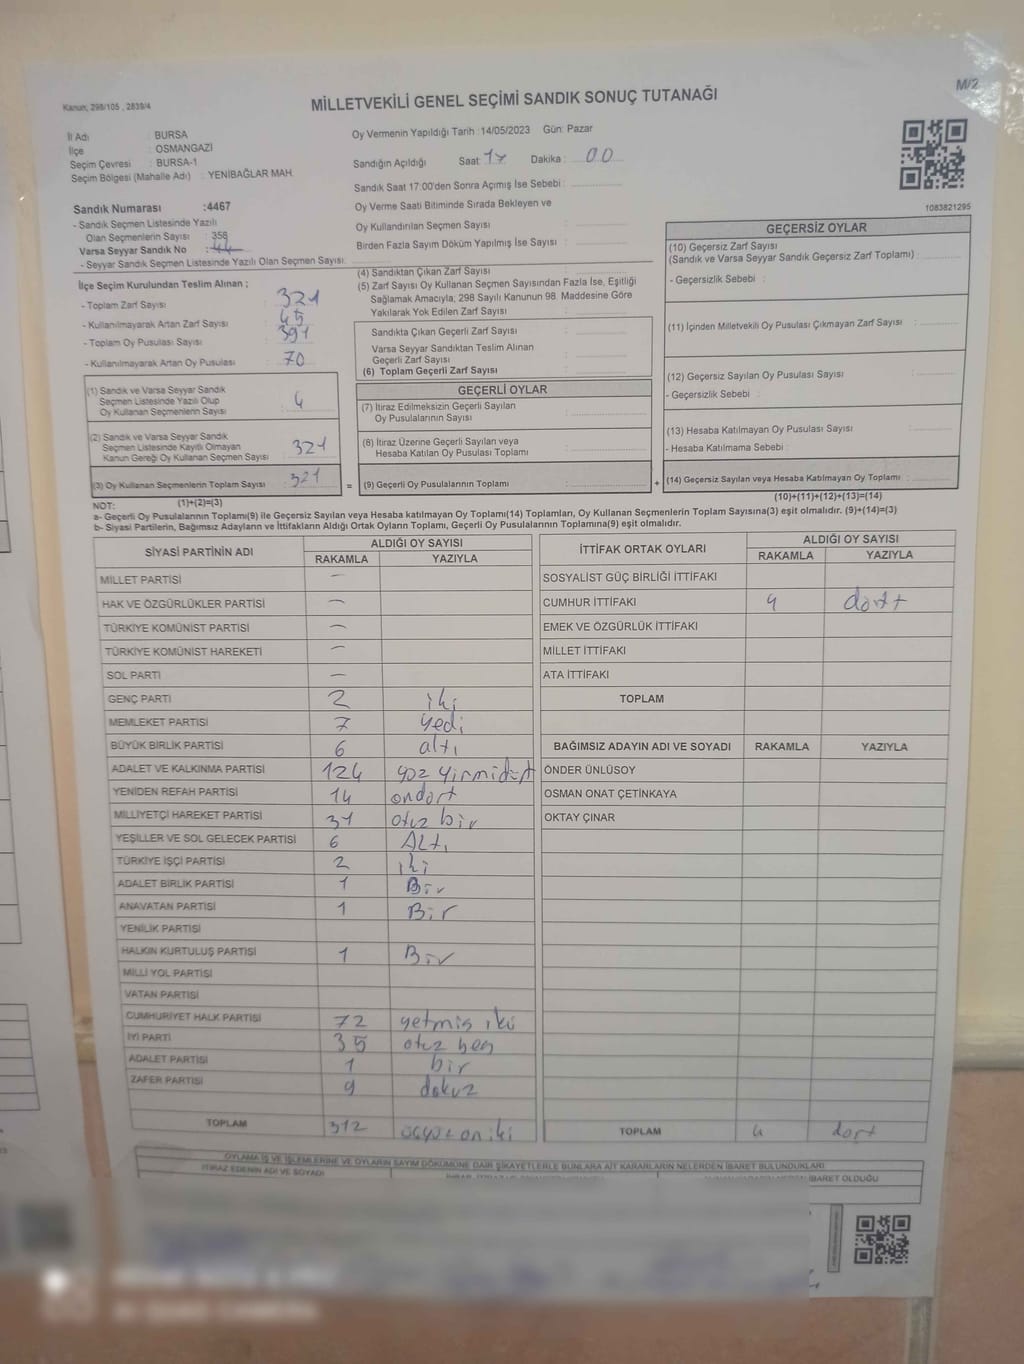 M/2
Kanun, 298/105 , 2839/4
MİLLETVEKİLİ GENEL SEÇİMİ SANDIK SONUÇ TUTANAĞI
İl Adı : BURSA
İlçe : OSMANGAZİ
Seçim Çevresi : BURSA-1
Seçim Bölgesi (Mahalle Adı) : YENİBAĞLAR MAH.
Sandık Numarası :4467
- Sandık Seçmen Listesinde Yazılı
Olan Seçmenlerin Sayısı : 358
Varsa Seyyar Sandık No :
- Seyyar Sandık Seçmen Listesinde Yazılı Olan Seçmen Sayısı:
Oy Vermenin Yapıldığı Tarih :14/05/2023 Gün: Pazar
Sandığın Açıldığı Saat: 17 Dakika : 00
Sandık Saat 17:00'den Sonra Açımış İse Sebebi :
Oy Verme Saati Bitiminde Sırada Bekleyen ve
Oy Kullandırılan Seçmen Sayısı :
Birden Fazla Sayım Döküm Yapılmış İse Sayısı :
1083821295
İlçe Seçim Kurulundan Teslim Alınan ;
- Toplam Zarf Sayısı : 321
- Kullanılmayarak Artan Zarf Sayısı : 45
- Toplam Oy Pusulası Sayısı : 391
- Kullanılmayarak Artan Oy Pusulası : 70
(1) Sandık ve Varsa Seyyar Sandık
Seçmen Listesinde Yazılı Olup
Oy Kullanan Seçmenlerin Sayısı : 4
(2) Sandık ve Varsa Seyyar Sandık
Seçmen Listesinde Kayıtlı Olmayan
Kanun Gereği Oy Kullanan Seçmen Sayısı : 321
(3) Oy Kullanan Seçmenlerin Toplam Sayısı : 321
(1)+(2)=(3)
(4) Sandıktan Çıkan Zarf Sayısı :
(5) Zarf Sayısı Oy Kullanan Seçmen Sayısından Fazla İse, Eşitliği
Sağlamak Amacıyla, 298 Sayılı Kanunun 98. Maddesine Göre
Yakılarak Yok Edilen Zarf Sayısı :
Sandıkta Çıkan Geçerli Zarf Sayısı :
Varsa Seyyar Sandıktan Teslim Alınan
Geçerli Zarf Sayısı :
(6) Toplam Geçerli Zarf Sayısı :
GEÇERLİ OYLAR
(7) İtiraz Edilmeksizin Geçerli Sayılan
Oy Pusulalarının Sayısı :
(8) İtiraz Üzerine Geçerli Sayılan veya
Hesaba Katılan Oy Pusulası Toplamı :
= (9) Geçerli Oy Pusulalarının Toplamı : +
GEÇERSİZ OYLAR
(10) Geçersiz Zarf Sayısı
(Sandık ve Varsa Seyyar Sandık Geçersiz Zarf Toplamı) :
- Geçersizlik Sebebi :
(11) İçinden Milletvekili Oy Pusulası Çıkmayan Zarf Sayısı :
(12) Geçersiz Sayılan Oy Pusulası Sayısı :
- Geçersizlik Sebebi :
(13) Hesaba Katılmayan Oy Pusulası Sayısı :
- Hesaba Katılmama Sebebi :
(14) Geçersiz Sayılan veya Hesaba Katılmayan Oy Toplamı :
(10)+(11)+(12)+(13)=(14)
NOT:
a- Geçerli Oy Pusulalarının Toplamı(9) ile Geçersiz Sayılan veya Hesaba katılmayan Oy Toplamı(14) Toplamları, Oy Kullanan Seçmenlerin Toplam Sayısına(3) eşit olmalıdır. (9)+(14)=(3)
b- Siyasi Partilerin, Bağımsız Adayların ve İttifakların Aldığı Ortak Oyların Toplamı, Geçerli Oy Pusulalarının Toplamına(9) eşit olmalıdır.
SİYASİ PARTİNİN ADI ALDIĞI OY SAYISI
RAKAMLA YAZIYLA
MİLLET PARTİSİ —
HAK VE ÖZGÜRLÜKLER PARTİSİ —
TÜRKİYE KOMÜNİST PARTİSİ —
TÜRKİYE KOMÜNİST HAREKETİ —
SOL PARTİ —
GENÇ PARTİ 2 iki
MEMLEKET PARTİSİ 7 yedi
BÜYÜK BİRLİK PARTİSİ 6 altı
ADALET VE KALKINMA PARTİSİ 124 yüz yirmidört
YENİDEN REFAH PARTİSİ 14 ondört
MİLLİYETÇİ HAREKET PARTİSİ 31 otuz bir
YEŞİLLER VE SOL GELECEK PARTİSİ 6 Altı
TÜRKİYE İŞÇİ PARTİSİ 2 iki
ADALET BİRLİK PARTİSİ 1 Bir
ANAVATAN PARTİSİ 1 Bir
YENİLİK PARTİSİ
HALKIN KURTULUŞ PARTİSİ 1 Bir
MİLLİ YOL PARTİSİ
VATAN PARTİSİ
CUMHURİYET HALK PARTİSİ 72 yetmiş iki
İYİ PARTİ 35 otuz beş
ADALET PARTİSİ 1 bir
ZAFER PARTİSİ 9 dokuz
TOPLAM 312 üçyüz on iki
İTTİFAK ORTAK OYLARI ALDIĞI OY SAYISI
RAKAMLA YAZIYLA
SOSYALİST GÜÇ BİRLİĞİ İTTİFAKI
CUMHUR İTTİFAKI 4 dört
EMEK VE ÖZGÜRLÜK İTTİFAKI
MİLLET İTTİFAKI
ATA İTTİFAKI
TOPLAM
BAĞIMSIZ ADAYIN ADI VE SOYADI RAKAMLA YAZIYLA
ÖNDER ÜNLÜSOY
OSMAN ONAT ÇETİNKAYA
OKTAY ÇINAR
TOPLAM 4 dört
OYLAMA İŞ VE İŞLEMLERİNE VE OYLARIN SAYIM DÖKÜMÜNE DAİR ŞİKAYETLERLE BUNLARA AİT KARARLARIN NELERDEN İBARET BULUNDUKLARI
İTİRAZ EDENİN ADI VE SOYADI
İBARET OLDUĞU